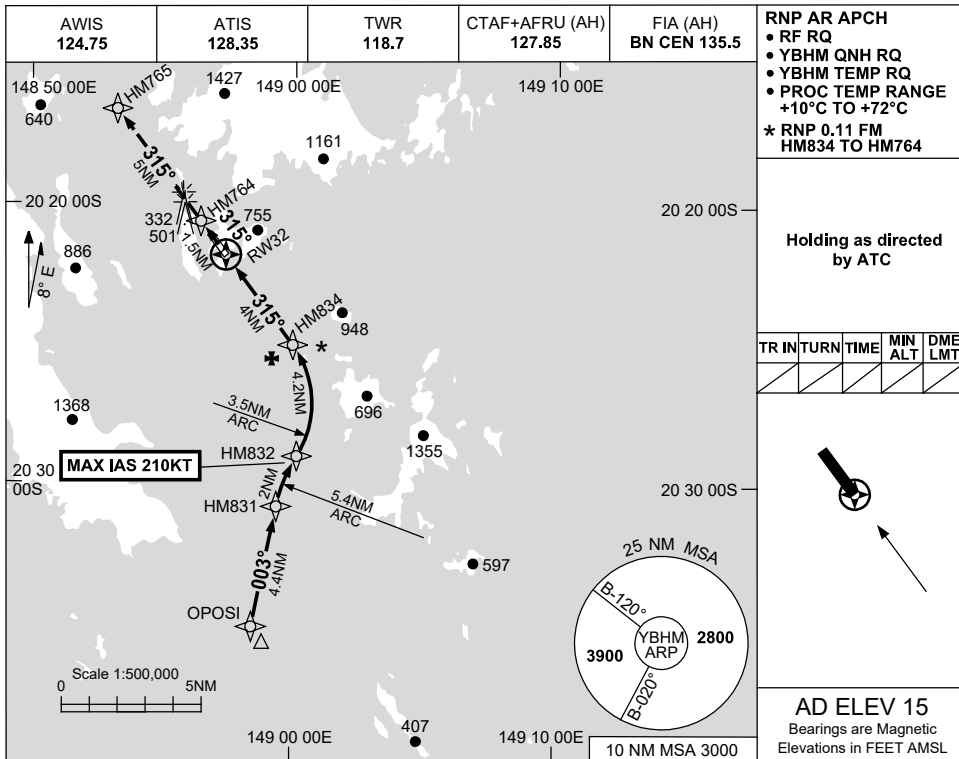 AWIS
124.75
ATIS
128.35
TWR
118.7
CTAF+AFRU (AH)
127.85
FIA (AH)
BN CEN 135.5
RNP AR APCH
• RF RQ
• YBHM QNH RQ
• YBHM TEMP RQ
• PROC TEMP RANGE
+10°C TO +72°C
* RNP 0.11 FM
HM834 TO HM764
Holding as directed
by ATC
TR IN
TURN
TIME
MIN
ALT
DME
LMT
148 50 00E
149 00 00E
149 10 00E
HM765
1427
640
1161
315°
5NM
HM764
20 20 00S
20 20 00S
332
501
315°
1.5NM
755
RW32
886
8° E
315°
4NM
HM834
*
948
4.2NM
3.5NM
ARC
696
1368
1355
MAX IAS 210KT
HM832
20 30
00S
20 30 00S
2NM
HM831
5.4NM
ARC
003°
4.4NM
597
OPOSI
25 NM MSA
B-120°
YBHM
ARP
2800
3900
B-020°
Scale 1:500,000
0
5NM
407
149 00 00E
149 10 00E
10 NM MSA 3000
AD ELEV 15
Bearings are Magnetic
Elevations in FEET AMSL